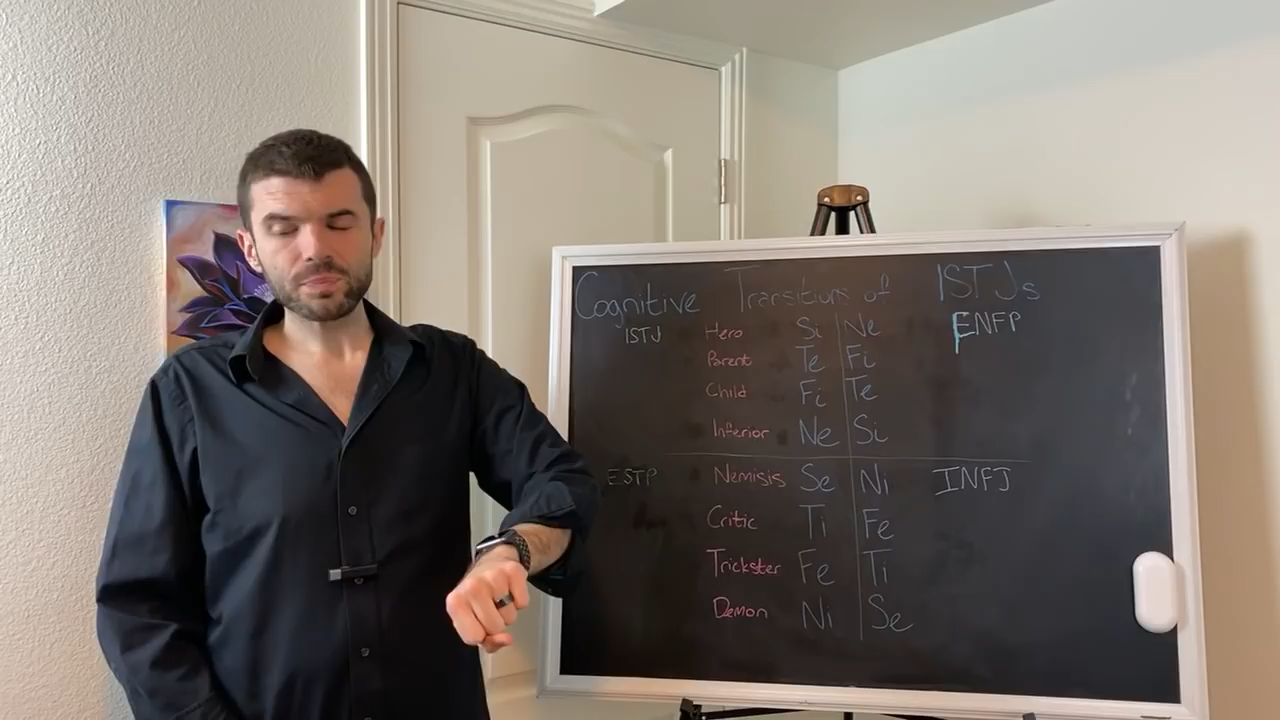 Cognitive Transitions of ISTJs
ISTJ Hero Si Ne ENFP
Parent Te Fi
Child Fi Te
Inferior Ne Si
ESTP Nemisis Se Ni INFJ
Critic Ti Fe
Trickster Fe Ti
Demon Ni Se